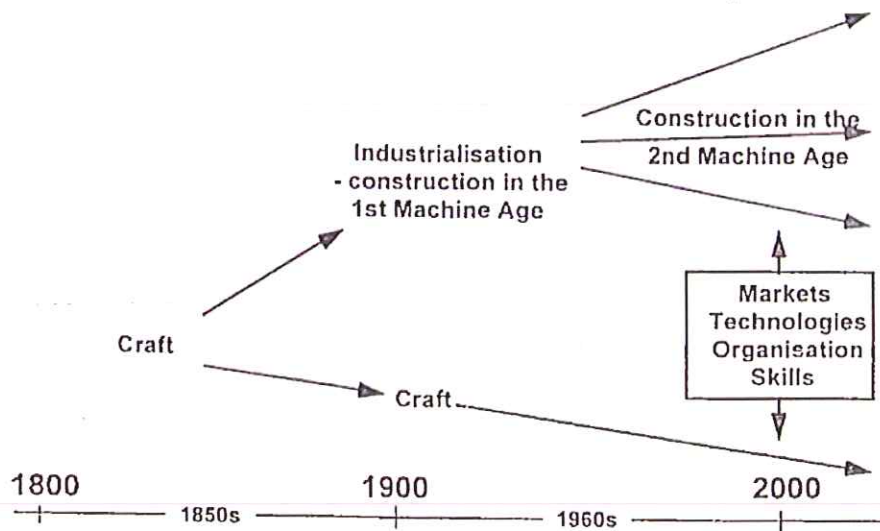 Construction in the
2nd Machine Age
Industrialisation
- construction in the
1st Machine Age
Markets
Technologies
Organisation
Skills
Craft
Craft
1800
1900
2000
1850s
1960s